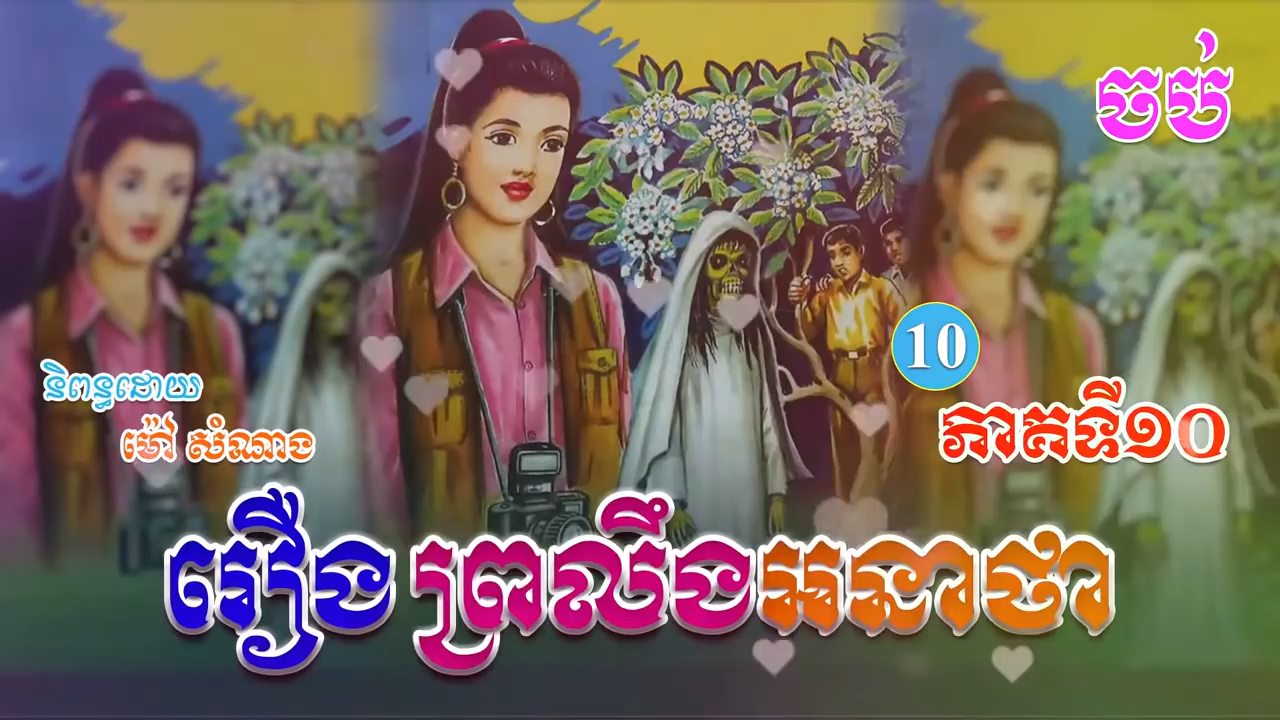 ចប់
10
ភាគទី១០
និពន្ធដោយ
ម៉ៅ សំណាង
រឿង ព្រលឹងអនាថា